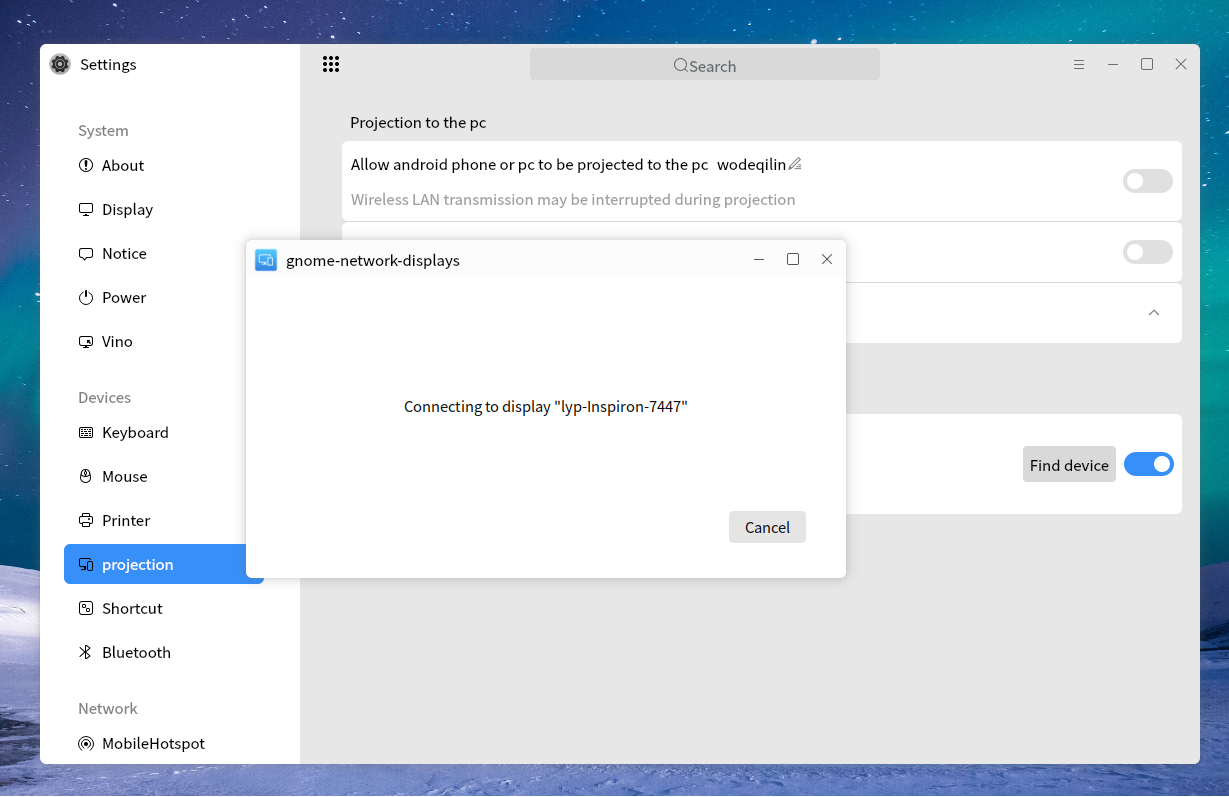 Settings
Search
System
About
Display
Notice
Power
Vino
Devices
Keyboard
Mouse
Printer
projection
Shortcut
Bluetooth
Network
MobileHotspot
Projection to the pc
Allow android phone or pc to be projected to the pc wodeqilin
Wireless LAN transmission may be interrupted during projection
Find device
gnome-network-displays
Connecting to display "lyp-Inspiron-7447"
Cancel